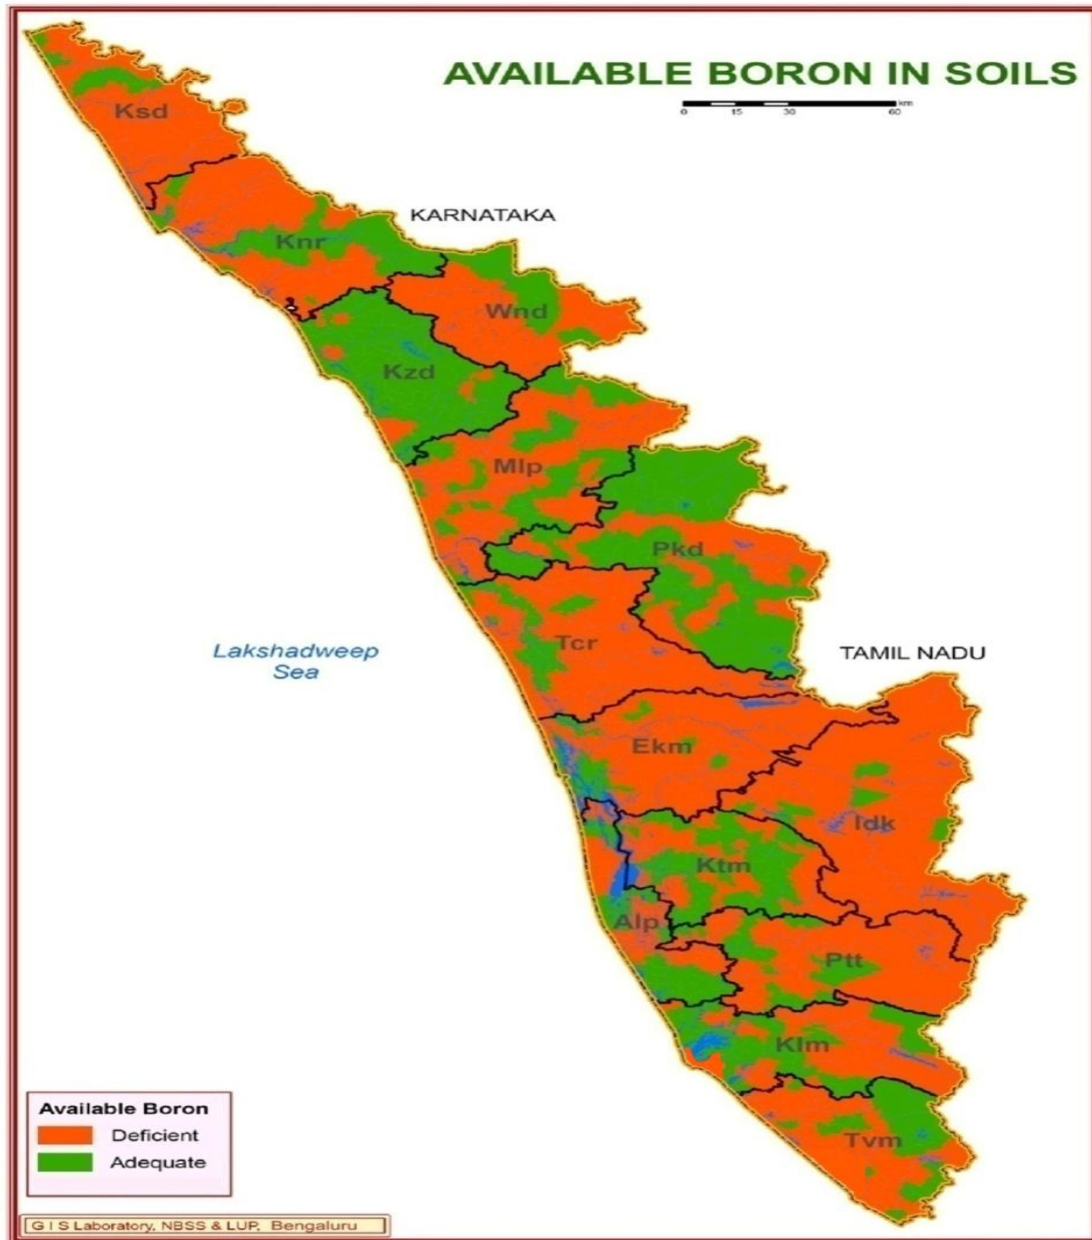 AVAILABLE BORON IN SOILS
km
0 15 30 60
Ksd
KARNATAKA
Knr
Wnd
Kzd
Mlp
Pkd
Tcr
Lakshadweep
Sea
TAMIL NADU
Ekm
Idk
Ktm
Alp
Ptt
Klm
Tvm
Available Boron
Deficient
Adequate
G I S Laboratory, NBSS & LUP, Bengaluru